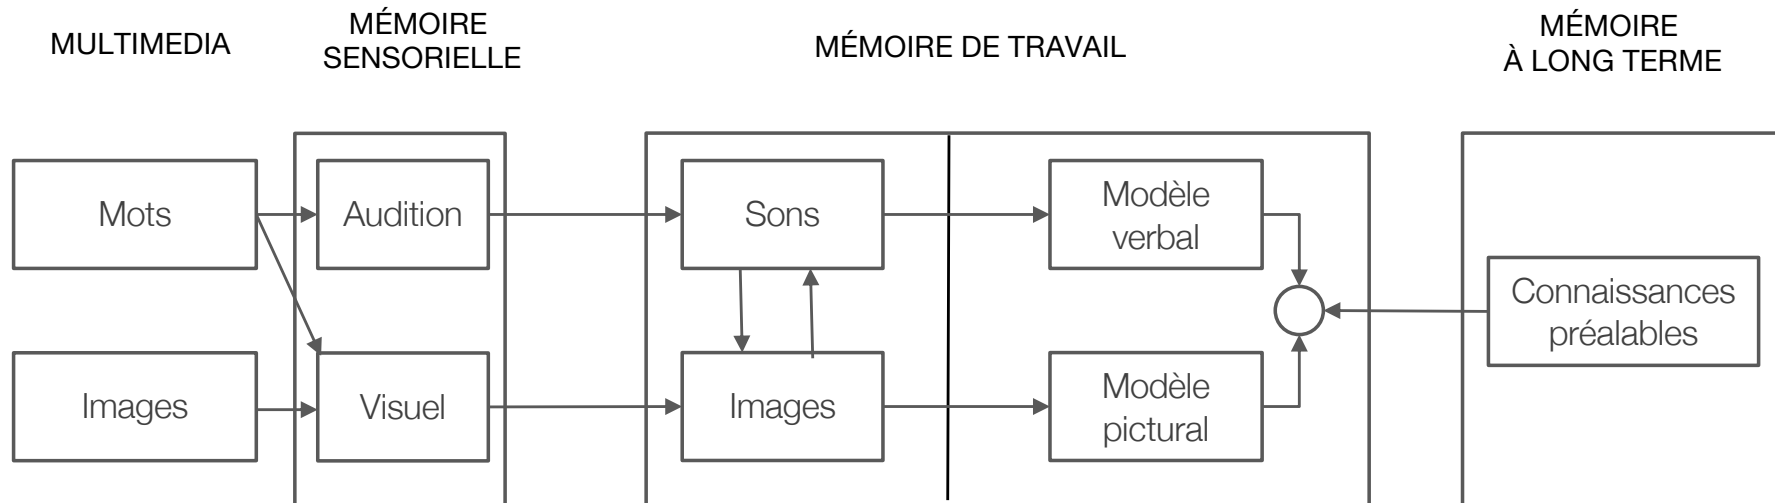 MULTIMEDIA
MÉMOIRE
SENSORIELLE
MÉMOIRE DE TRAVAIL
MÉMOIRE
À LONG TERME
Mots
Audition
Sons
Modèle
verbal
Connaissances
préalables
Images
Visuel
Images
Modèle
pictural